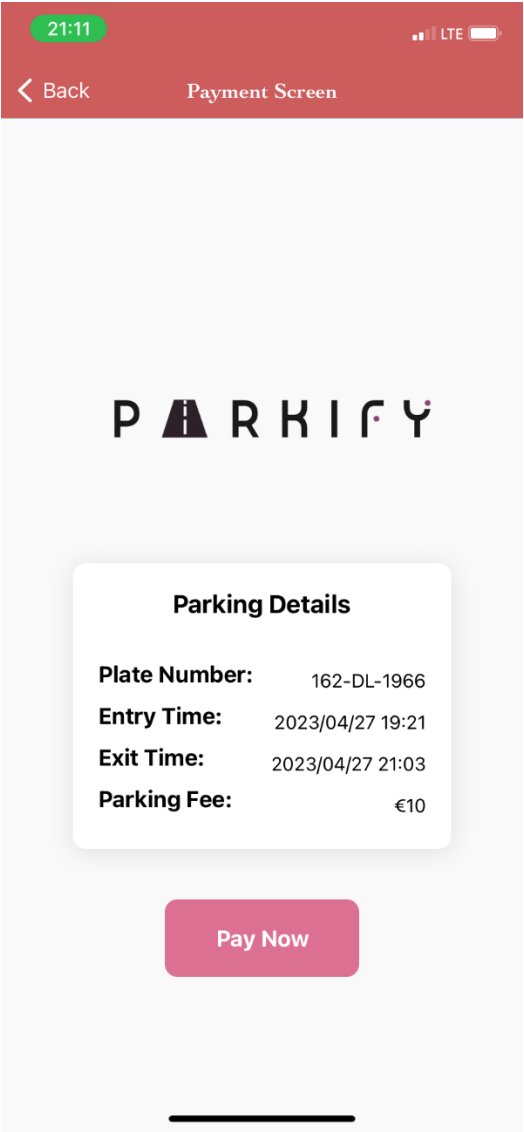 21:11 LTE
Back Payment Screen
PARKIFY
Parking Details
Plate Number: 162-DL-1966
Entry Time: 2023/04/27 19:21
Exit Time: 2023/04/27 21:03
Parking Fee: €10
Pay Now